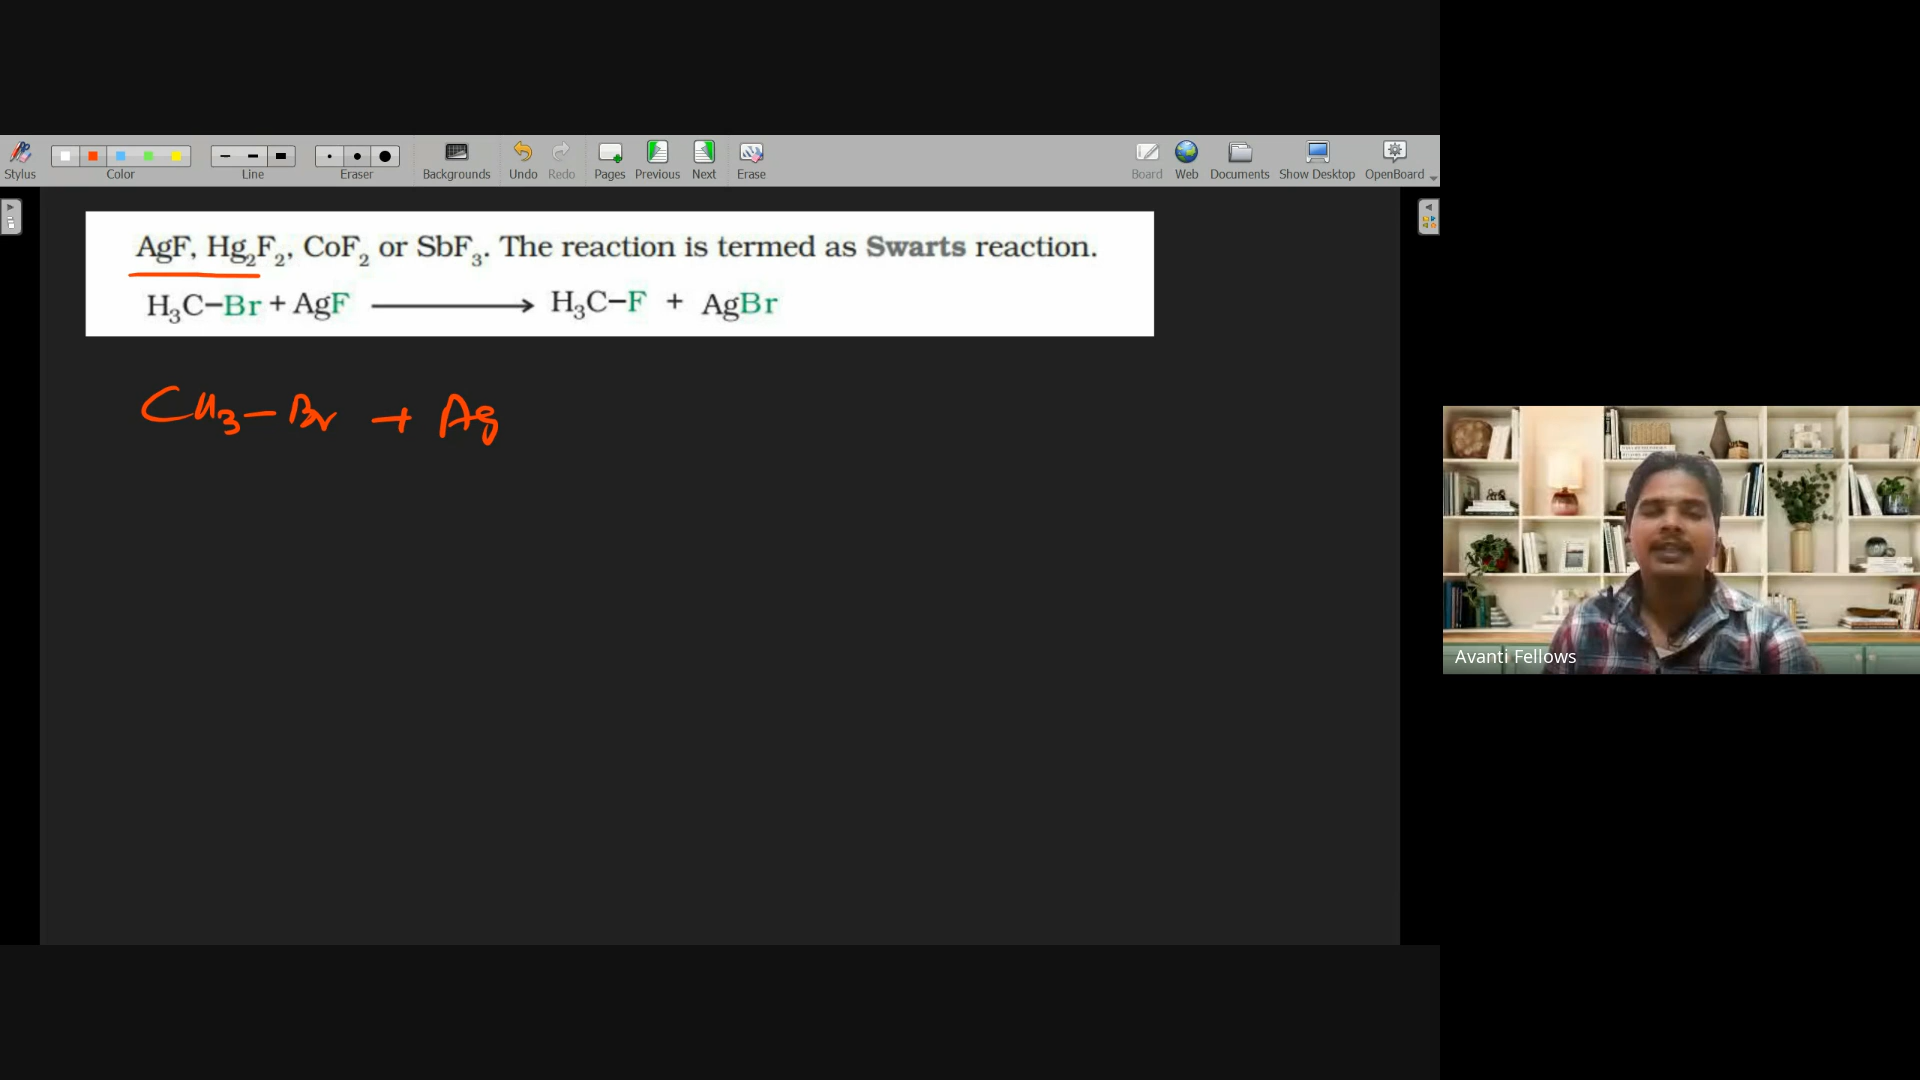 Stylus
Color
Line
Eraser
Backgrounds
Undo
Redo
Pages
Previous
Next
Erase
Board
Web
Documents
Show Desktop
OpenBoard
AgF, Hg₂F₂, CoF₂ or SbF₃. The reaction is termed as Swarts reaction.
H₃C–Br + AgF ⟶ H₃C–F + AgBr
CH₃–Br + Ag
Avanti Fellows